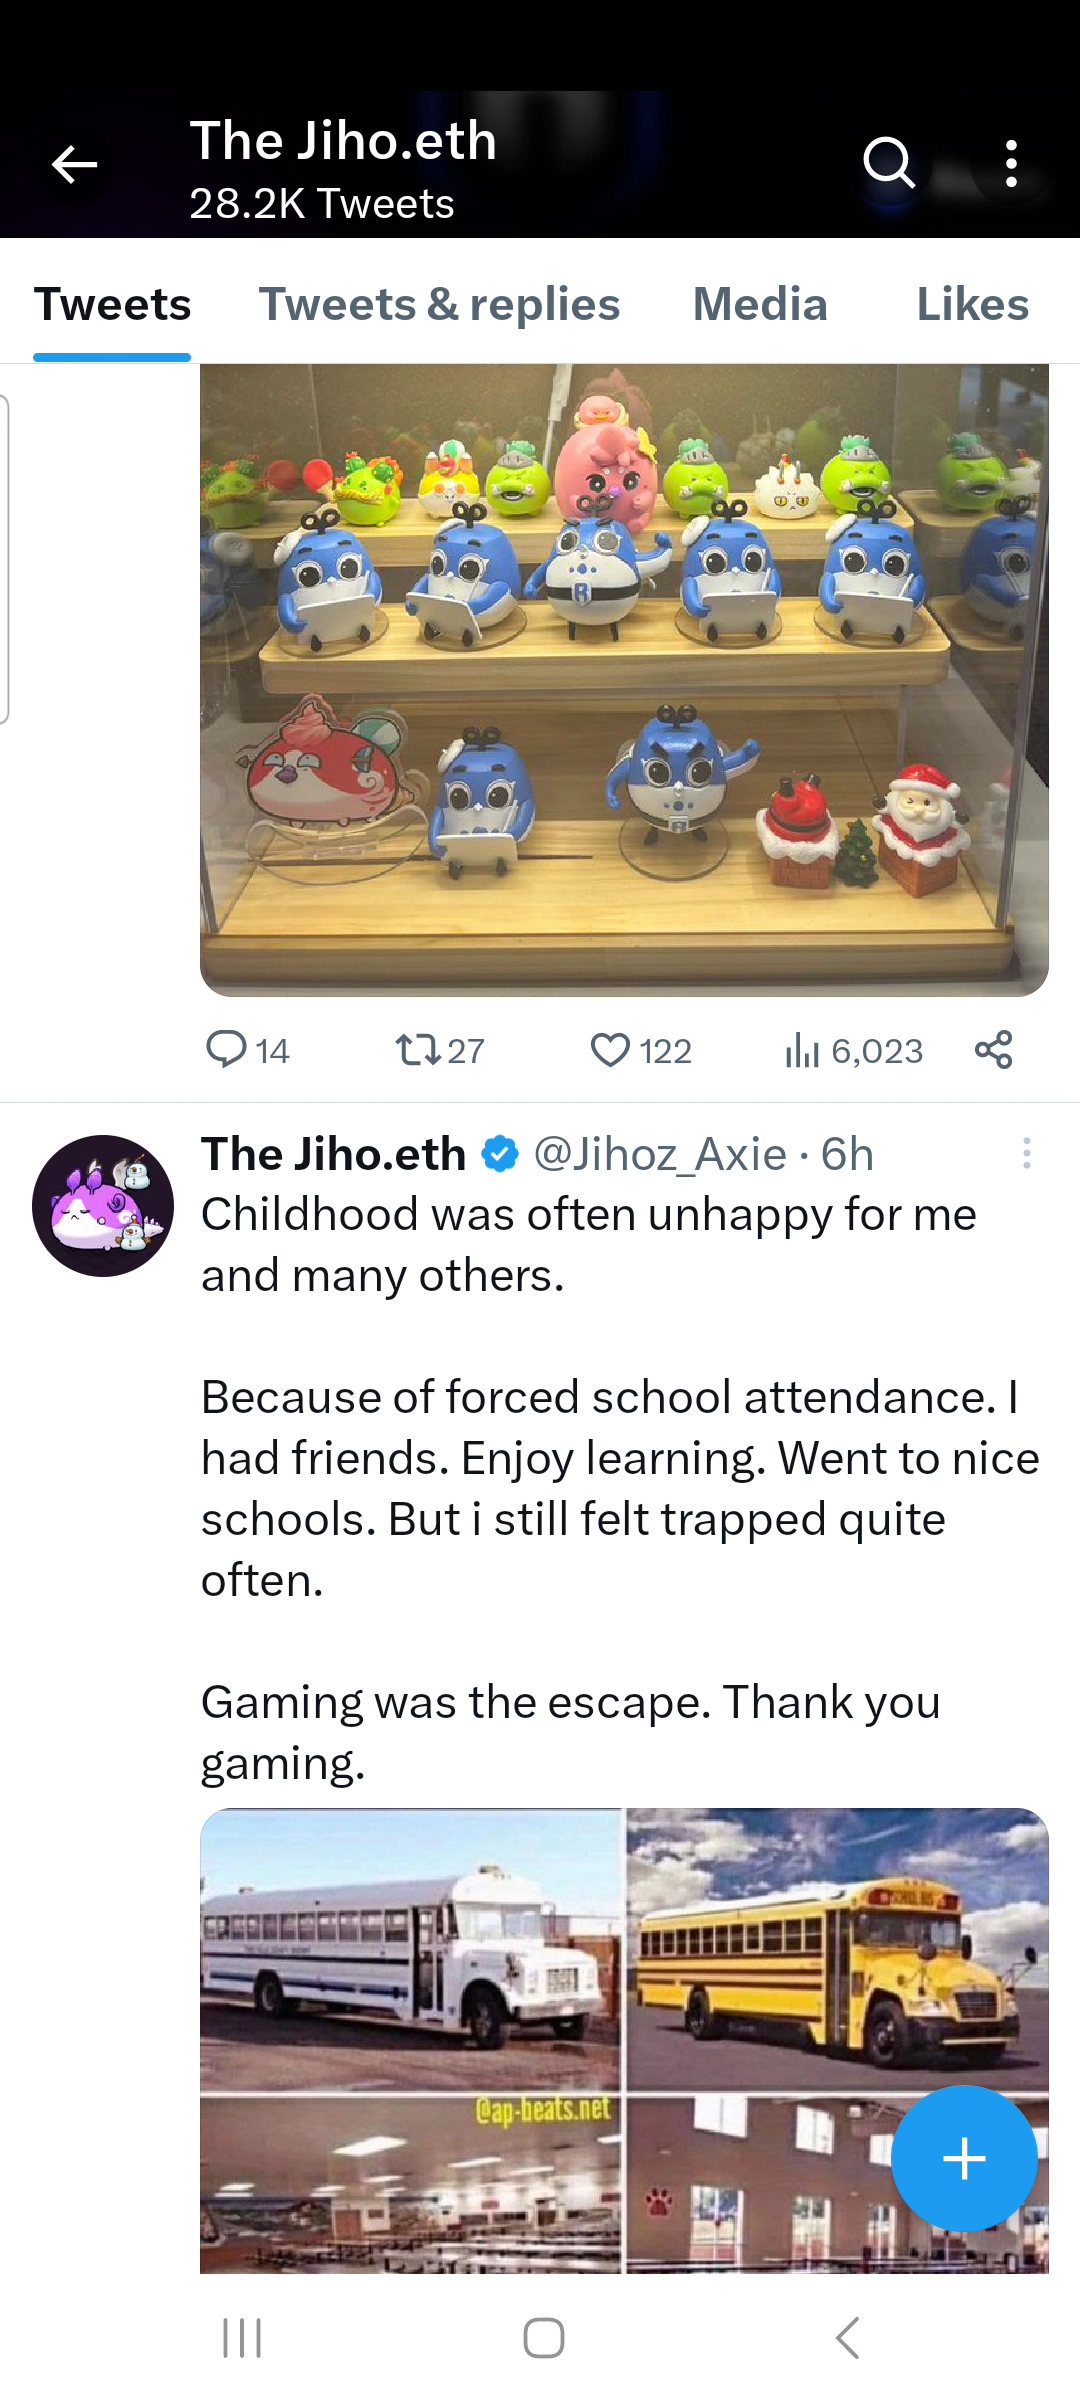 The Jiho.eth
28.2K Tweets
Tweets Tweets & replies Media Likes
R
14 27 122 6,023
The Jiho.eth @Jihoz_Axie · 6h
Childhood was often unhappy for me
and many others.
Because of forced school attendance. I
had friends. Enjoy learning. Went to nice
schools. But i still felt trapped quite
often.
Gaming was the escape. Thank you
gaming.
SCHOOL BUS
@ap-beats.net